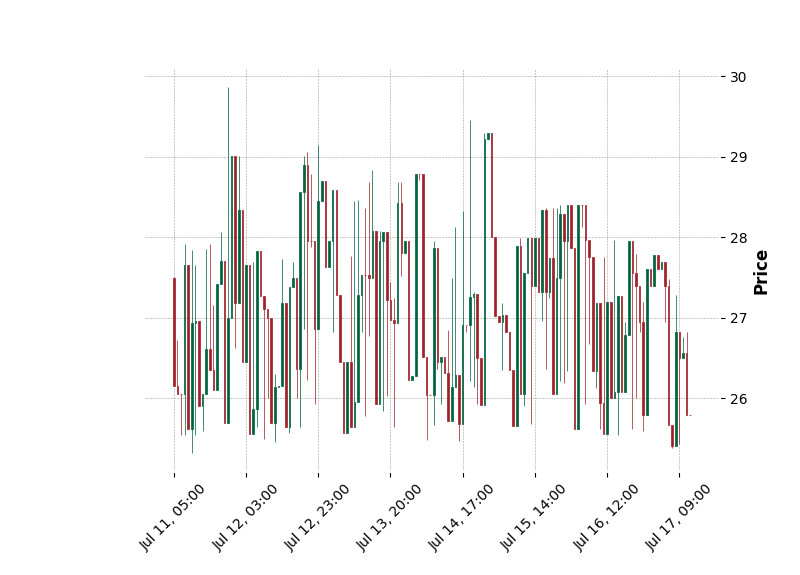 30
29
28
27
26
Price
Jul 11, 05:00
Jul 12, 03:00
Jul 12, 23:00
Jul 13, 20:00
Jul 14, 17:00
Jul 15, 14:00
Jul 16, 12:00
Jul 17, 09:00